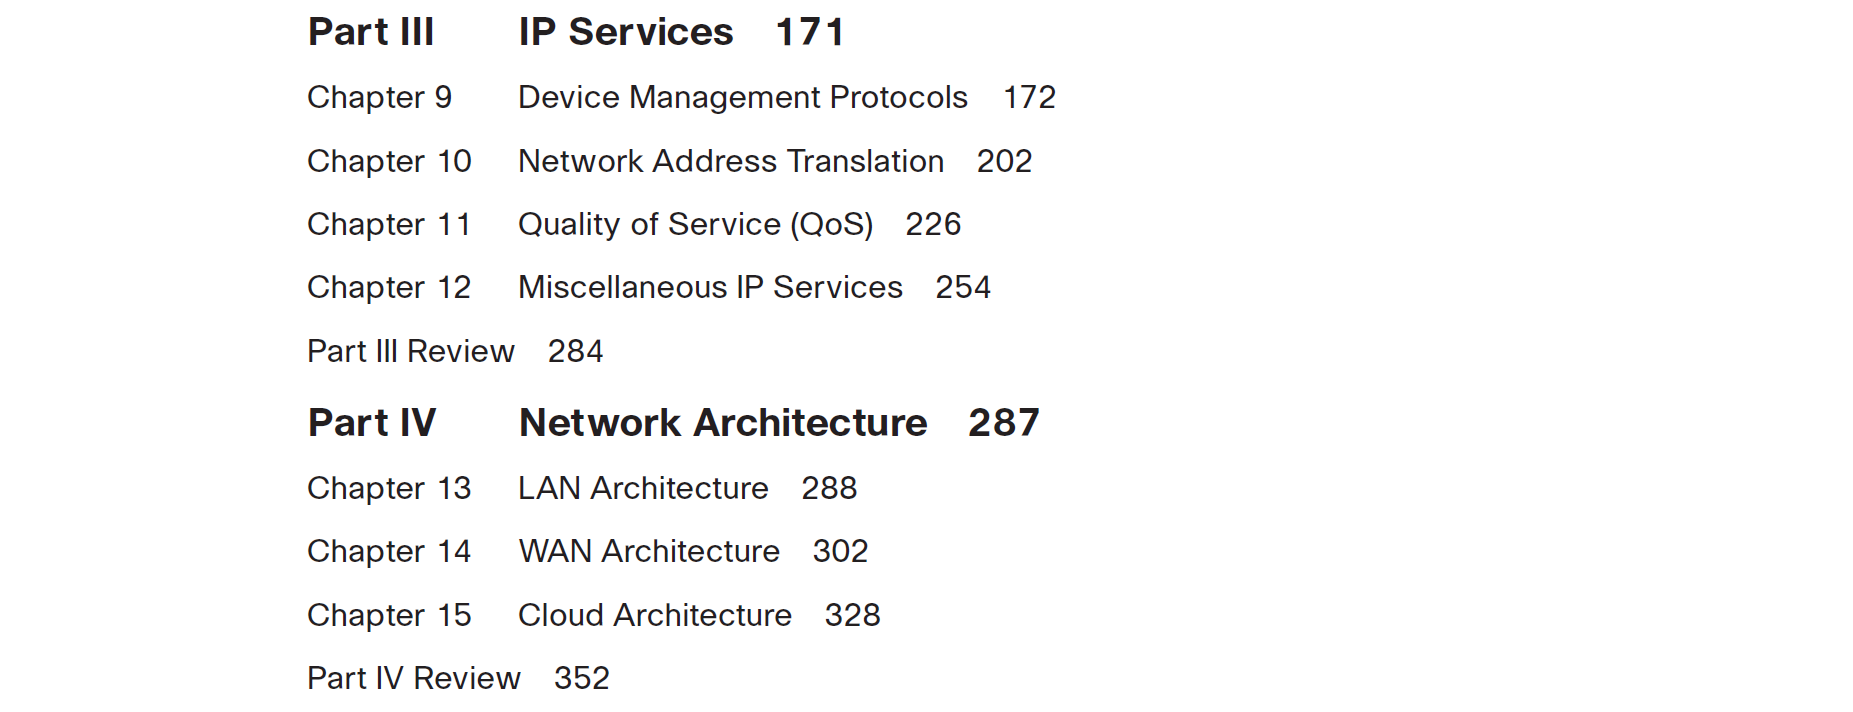 Part III IP Services 171
Chapter 9 Device Management Protocols 172
Chapter 10 Network Address Translation 202
Chapter 11 Quality of Service (QoS) 226
Chapter 12 Miscellaneous IP Services 254
Part III Review 284
Part IV Network Architecture 287
Chapter 13 LAN Architecture 288
Chapter 14 WAN Architecture 302
Chapter 15 Cloud Architecture 328
Part IV Review 352